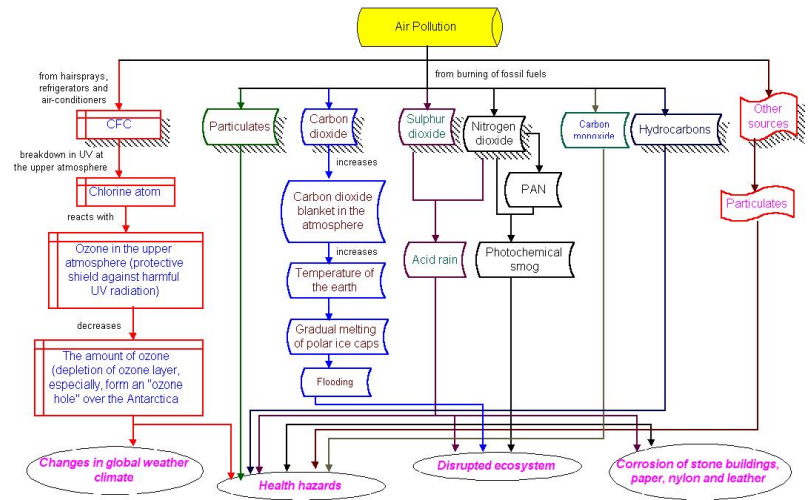 Air Pollution
from hairsprays,
refrigerators and
air-conditioners
from burning of fossil fuels
CFC
Particulates
Carbon
dioxide
Sulphur
dioxide
Nitrogen
dioxide
Carbon
monoxide
Hydrocarbons
Other
sources
breakdown in UV at
the upper atmosphere
increases
Chlorine atom
Carbon dioxide
blanket in the
atmosphere
PAN
Particulates
reacts with
Ozone in the upper
atmosphere (protective
shield against harmful
UV radiation)
increases
Temperature of
the earth
Acid rain
Photochemical
smog
decreases
Gradual melting
of polar ice caps
The amount of ozone
(depletion of ozone layer,
especially, form an "ozone
hole" over the Antarctica
Flooding
Changes in global weather
climate
Health hazards
Disrupted ecosystem
Corrosion of stone buildings,
paper, nylon and leather